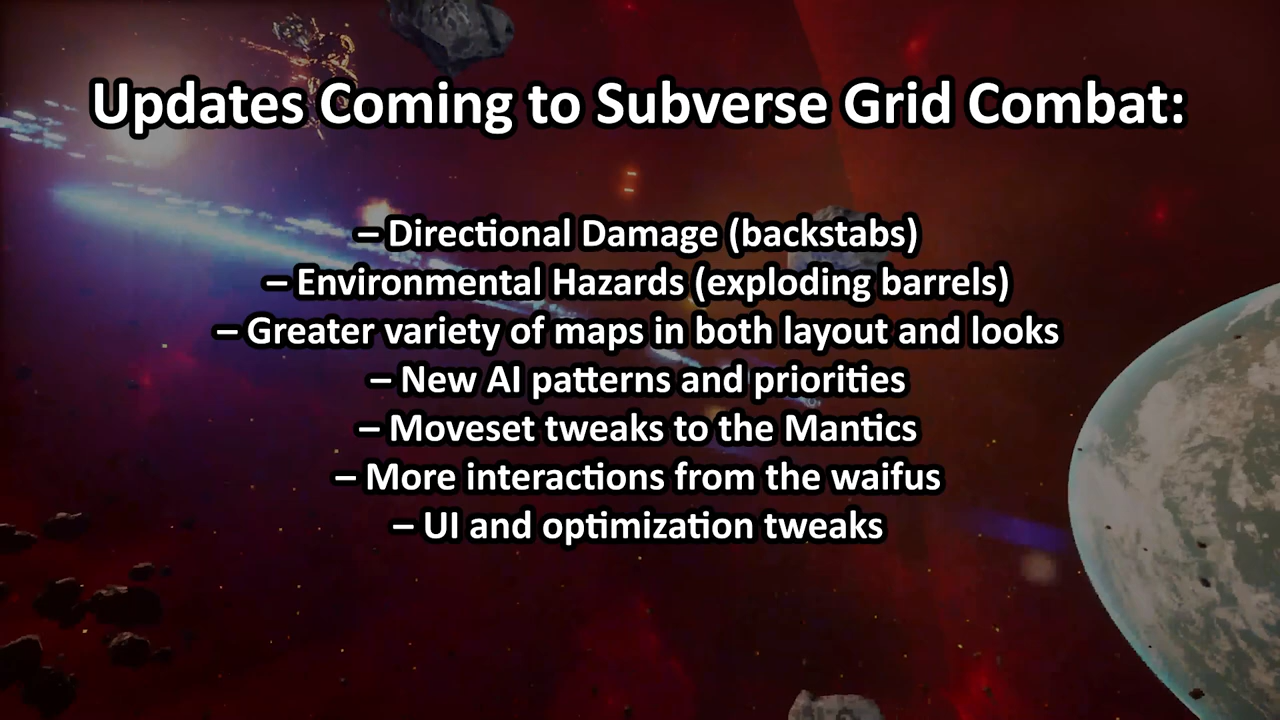 Updates Coming to Subverse Grid Combat:
– Directional Damage (backstabs)
– Environmental Hazards (exploding barrels)
– Greater variety of maps in both layout and looks
– New AI patterns and priorities
– Moveset tweaks to the Mantics
– More interactions from the waifus
– UI and optimization tweaks